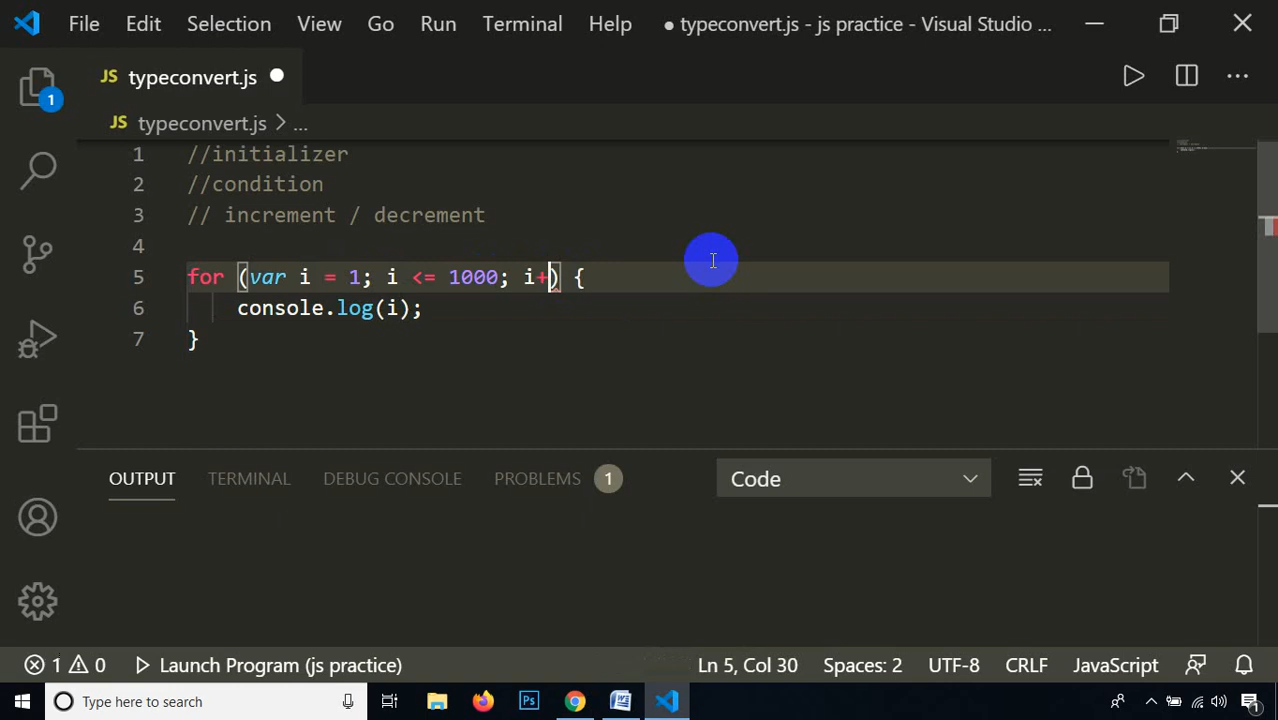 File Edit Selection View Go Run Terminal Help ● typeconvert.js - js practice - Visual Studio ...
JS typeconvert.js
JS typeconvert.js > ...
1 //initializer
2 //condition
3 // increment / decrement
4
5 for (var i = 1; i <= 1000; i+) {
6 console.log(i);
7 }
OUTPUT TERMINAL DEBUG CONSOLE PROBLEMS 1 Code
1
1 0 Launch Program (js practice) Ln 5, Col 30 Spaces: 2 UTF-8 CRLF JavaScript
Type here to search Ps 1